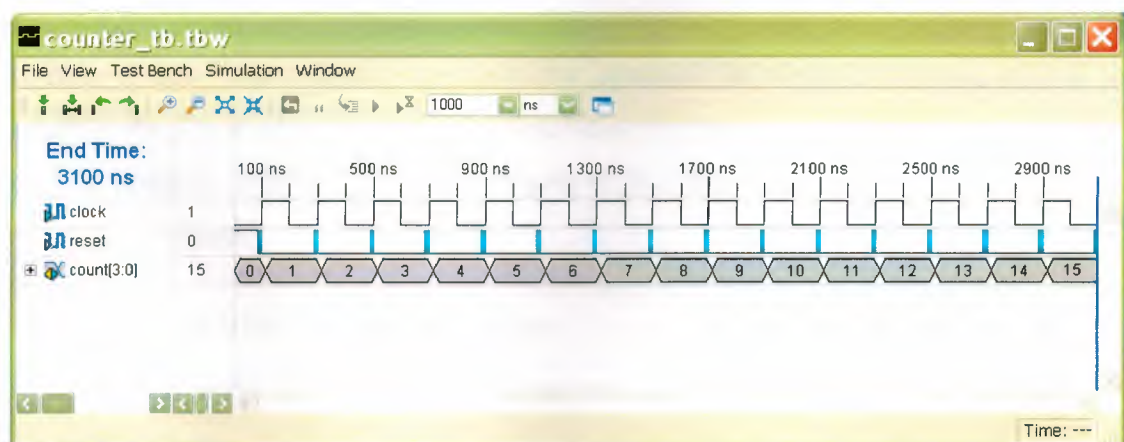 counter_tb.tbw
File View Test Bench Simulation Window
1000 ns
End Time:
3100 ns
100 ns 500 ns 900 ns 1300 ns 1700 ns 2100 ns 2500 ns 2900 ns
clock 1
reset 0
count[3:0] 15 0 1 2 3 4 5 6 7 8 9 10 11 12 13 14 15
Time: ---